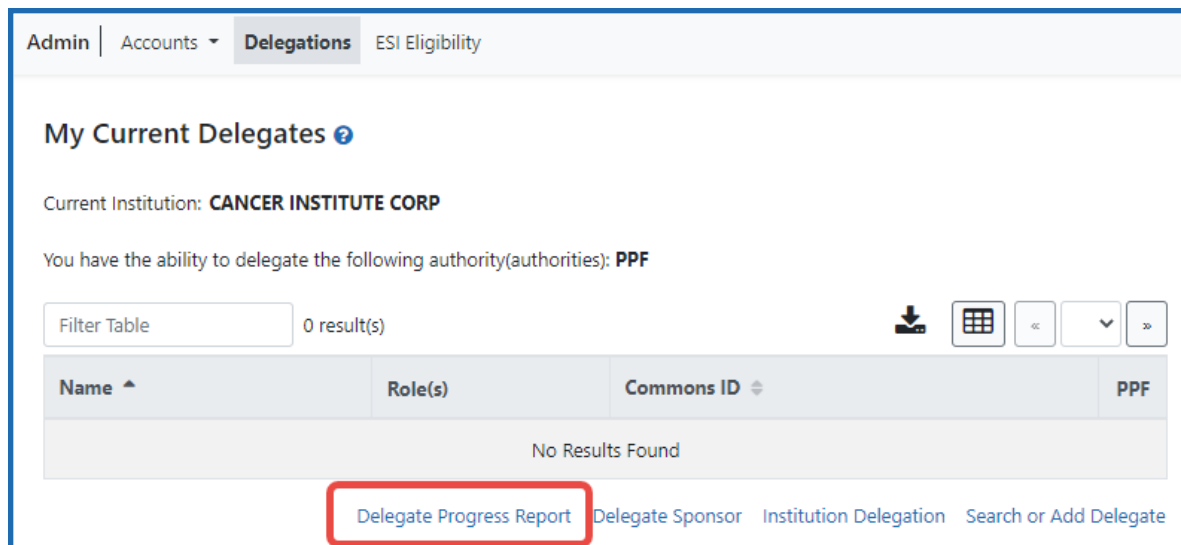 Admin Accounts Delegations ESI Eligibility
My Current Delegates
Current Institution: CANCER INSTITUTE CORP
You have the ability to delegate the following authority(authorities): PPF
Filter Table 0 result(s) « »
Name Role(s) Commons ID PPF
No Results Found
Delegate Progress Report Delegate Sponsor Institution Delegation Search or Add Delegate